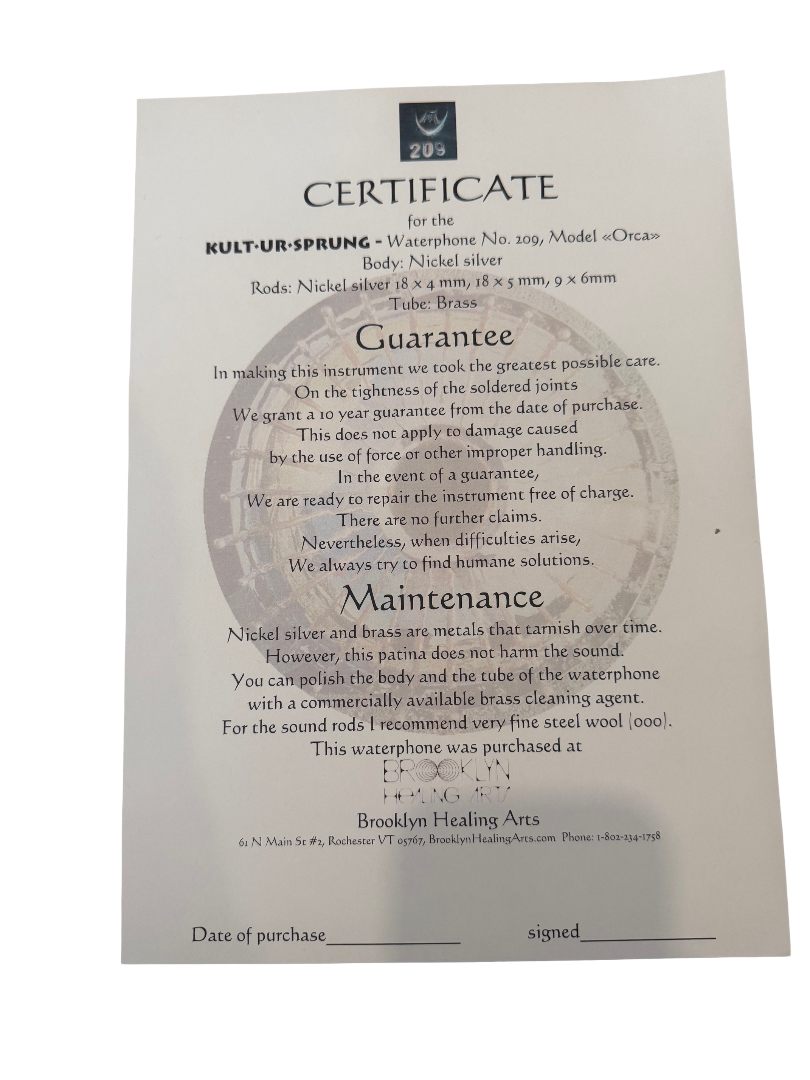 209
CERTIFICATE
for the
KULT·UR·SPRUNG - Waterphone No. 209, Model «Orca»
Body: Nickel silver
Rods: Nickel silver 18 x 4 mm, 18 x 5 mm, 9 x 6mm
Tube: Brass
Guarantee
In making this instrument we took the greatest possible care.
On the tightness of the soldered joints
We grant a 10 year guarantee from the date of purchase.
This does not apply to damage caused
by the use of force or other improper handling.
In the event of a guarantee,
We are ready to repair the instrument free of charge.
There are no further claims.
Nevertheless, when difficulties arise,
We always try to find humane solutions.
Maintenance
Nickel silver and brass are metals that tarnish over time.
However, this patina does not harm the sound.
You can polish the body and the tube of the waterphone
with a commercially available brass cleaning agent.
For the sound rods I recommend very fine steel wool (000).
This waterphone was purchased at
BROOKLYN
HEALING ARTS
Brooklyn Healing Arts
61 N Main St #2, Rochester VT 05767, BrooklynHealingArts.com Phone: 1-802-234-1758
Date of purchase______________ signed______________